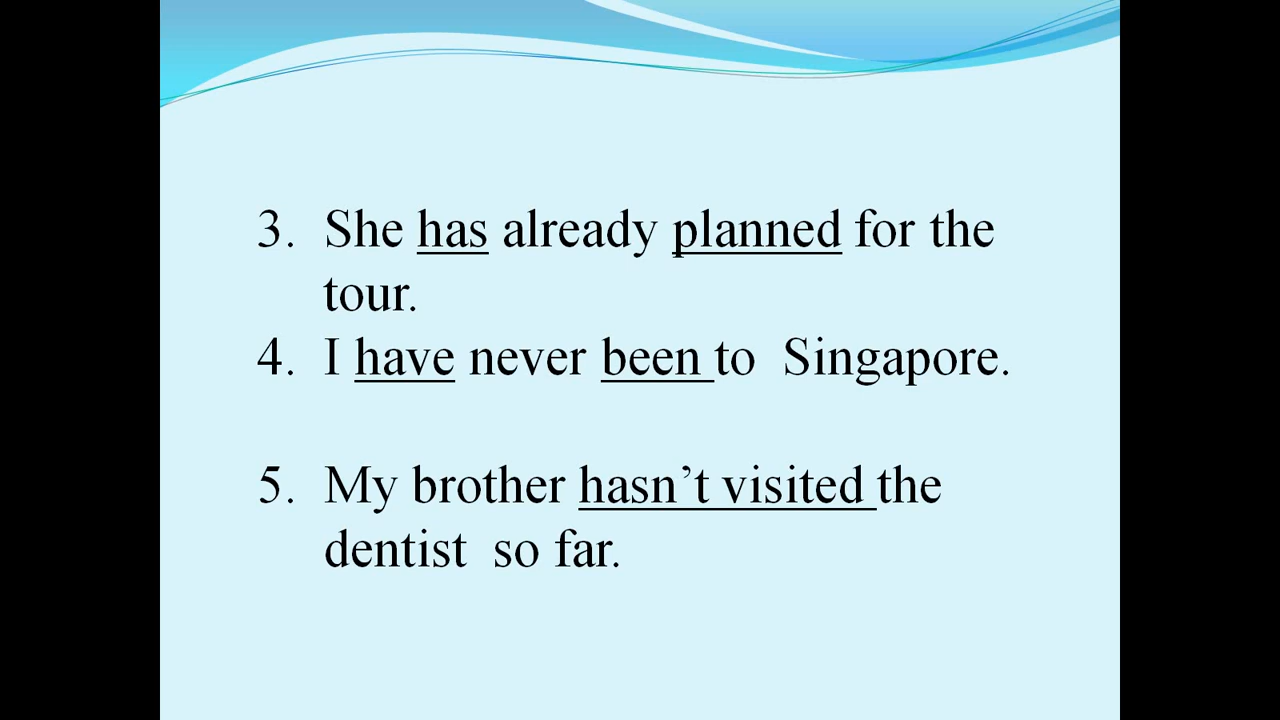 3. She has already planned for the
tour.
4. I have never been to Singapore.
5. My brother hasn’t visited the
dentist so far.